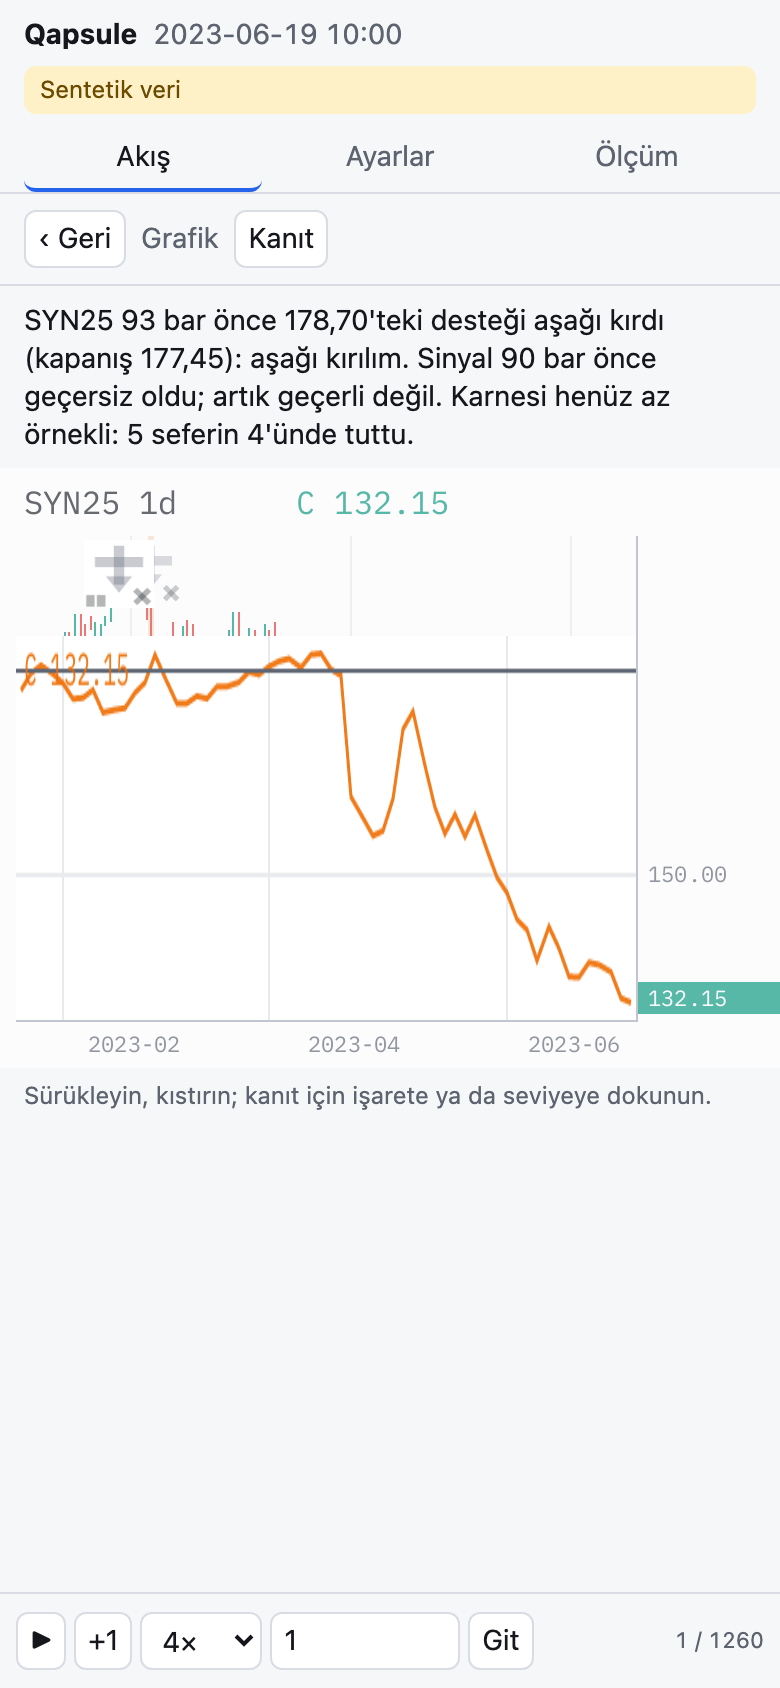 Qapsule 2023-06-19 10:00
Sentetik veri
Akış Ayarlar Ölçüm
‹ Geri Grafik Kanıt
SYN25 93 bar önce 178,70'teki desteği aşağı kırdı
(kapanış 177,45): aşağı kırılım. Sinyal 90 bar önce
geçersiz oldu; artık geçerli değil. Karnesi henüz az
örnekli: 5 seferin 4'ünde tuttu.
SYN25 1d C 132.15
C 132.15
150.00
132.15
2023-02 2023-04 2023-06
Sürükleyin, kıstırın; kanıt için işarete ya da seviyeye dokunun.
+1 4× 1 Git 1 / 1260